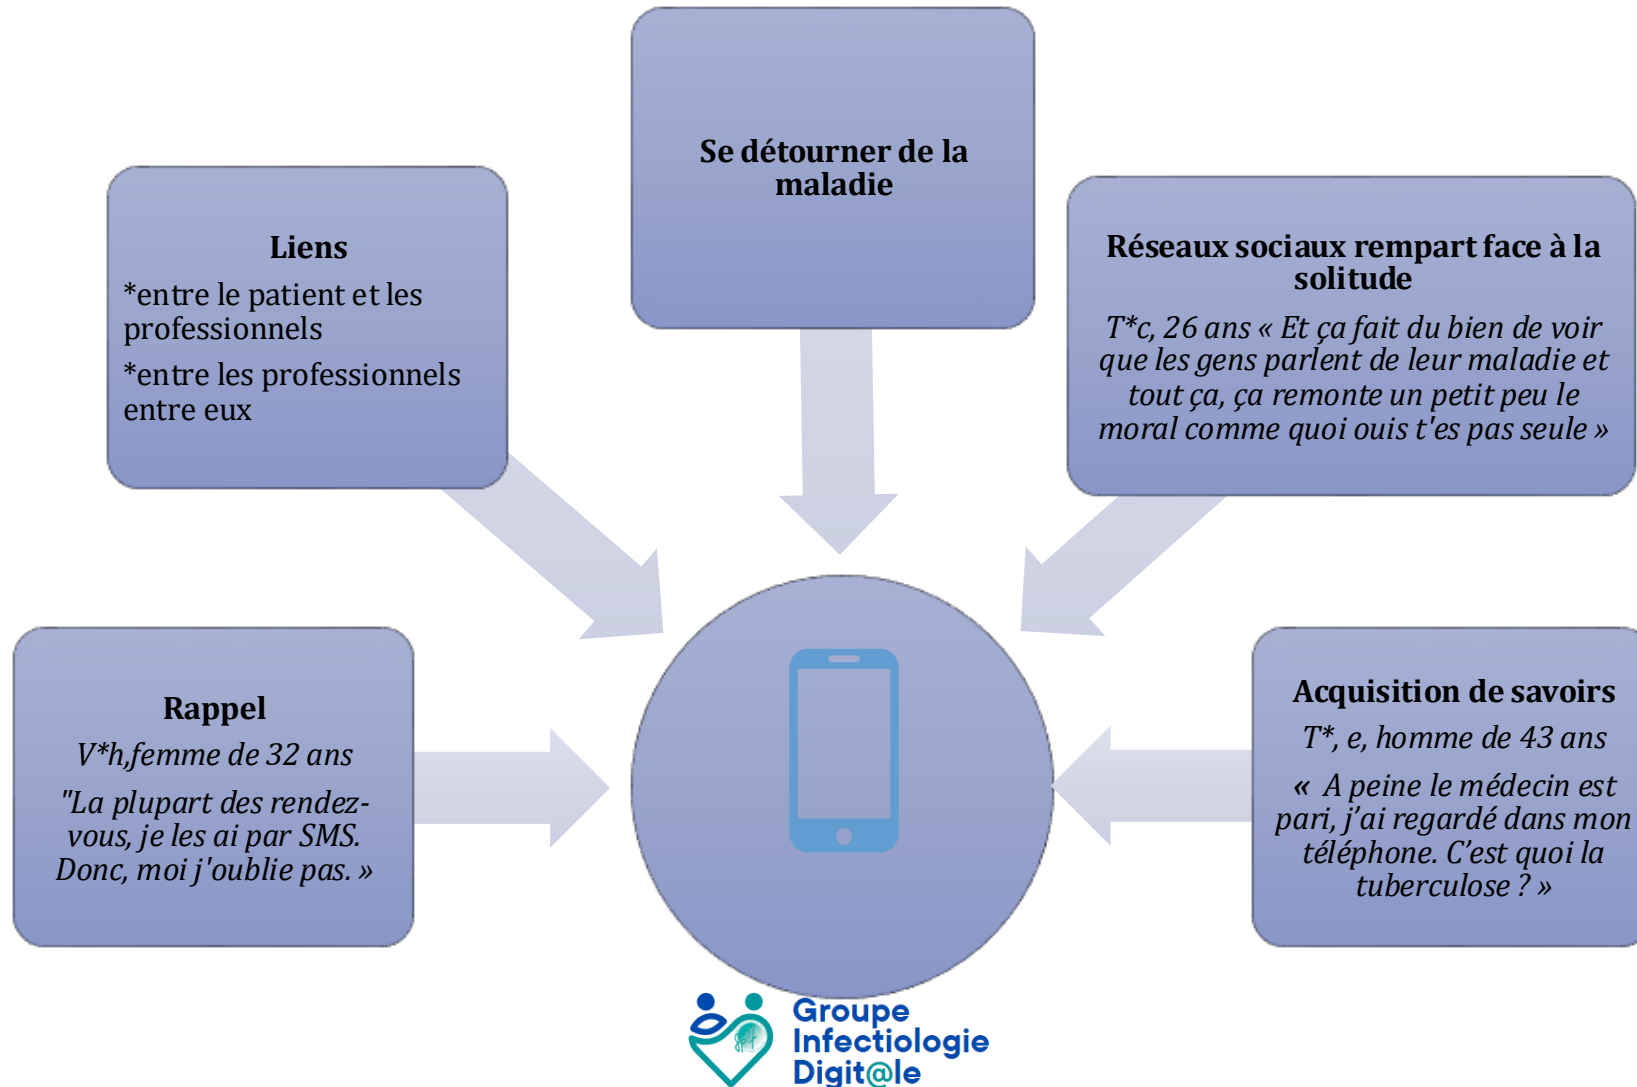 Se détourner de la
maladie
Liens
*entre le patient et les
professionnels
*entre les professionnels
entre eux
Réseaux sociaux rempart face à la
solitude
T*c, 26 ans « Et ça fait du bien de voir
que les gens parlent de leur maladie et
tout ça, ça remonte un petit peu le
moral comme quoi ouis t'es pas seule »
Rappel
V*h,femme de 32 ans
"La plupart des rendez-
vous, je les ai par SMS.
Donc, moi j'oublie pas. »
Acquisition de savoirs
T*, e, homme de 43 ans
« A peine le médecin est
pari, j’ai regardé dans mon
téléphone. C’est quoi la
tuberculose ? »
Groupe
Infectiologie
Digit@le